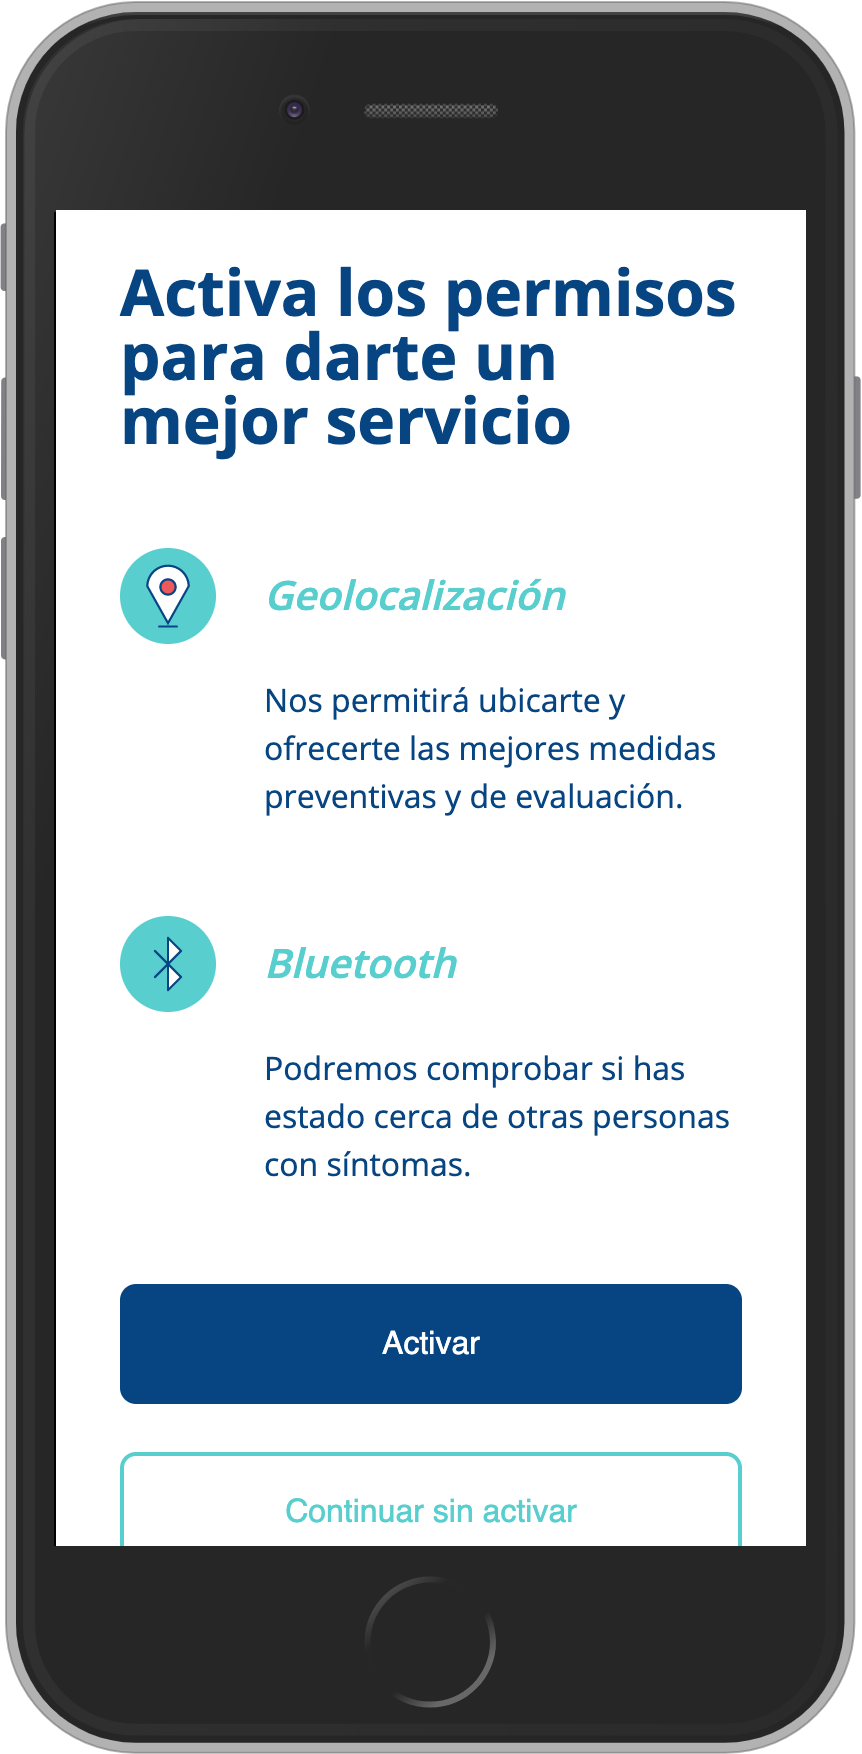 Activa los permisos
para darte un
mejor servicio
Geolocalización
Nos permitirá ubicarte y
ofrecerte las mejores medidas
preventivas y de evaluación.
Bluetooth
Podremos comprobar si has
estado cerca de otras personas
con síntomas.
Activar
Continuar sin activar